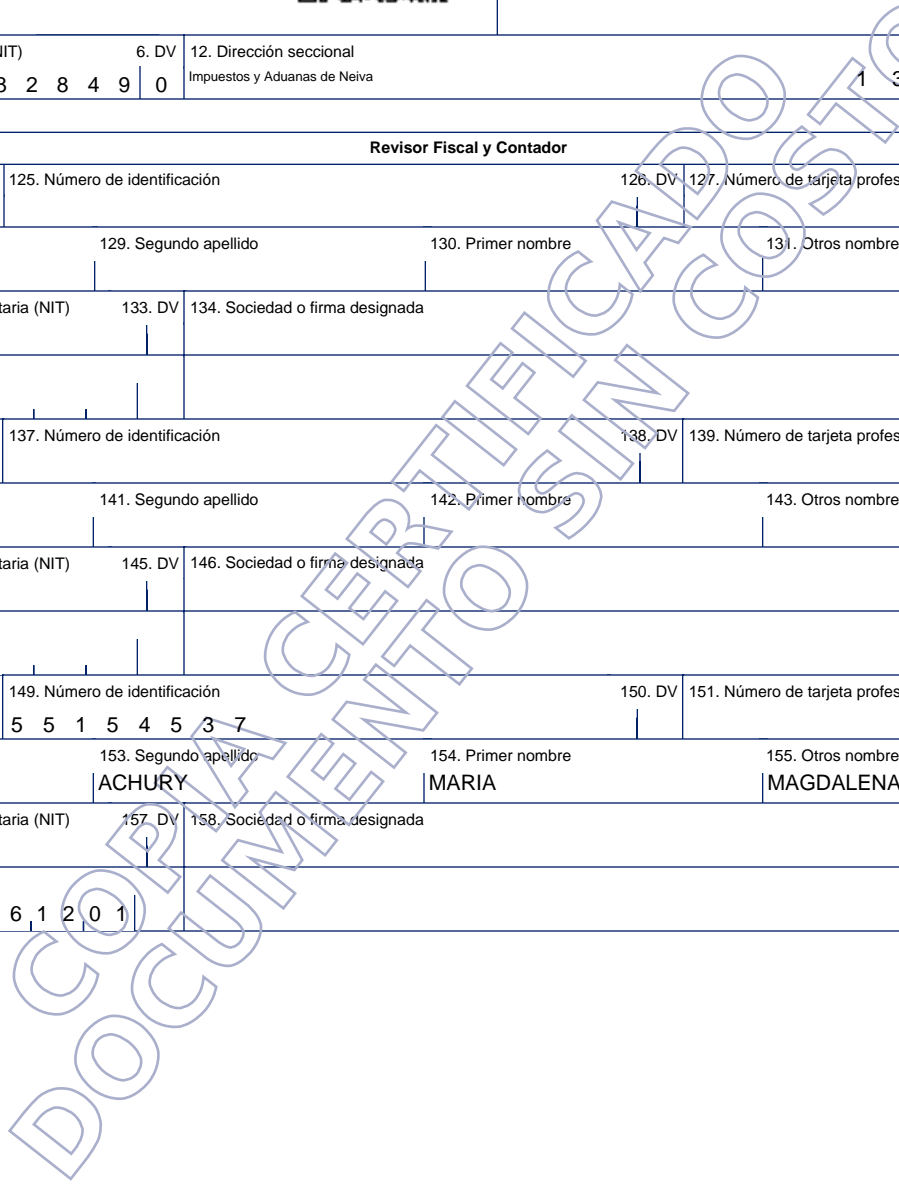 NIT) 6. DV 12. Dirección seccional
3 2 8 4 9 0 Impuestos y Aduanas de Neiva 1 3
Revisor Fiscal y Contador
125. Número de identificación 126. DV 127. Número de tarjeta profes
129. Segundo apellido 130. Primer nombre 131. Otros nombre
taria (NIT) 133. DV 134. Sociedad o firma designada
137. Número de identificación 138. DV 139. Número de tarjeta profes
141. Segundo apellido 142. Primer nombre 143. Otros nombre
taria (NIT) 145. DV 146. Sociedad o firma designada
149. Número de identificación 150. DV 151. Número de tarjeta profes
5 5 1 5 4 5 3 7
153. Segundo apellido 154. Primer nombre 155. Otros nombre
ACHURY MARIA MAGDALENA
taria (NIT) 157. DV 158. Sociedad o firma designada
6 1 2 0 1
COPIA CERTIFICADO
DOCUMENTO SIN COSTO